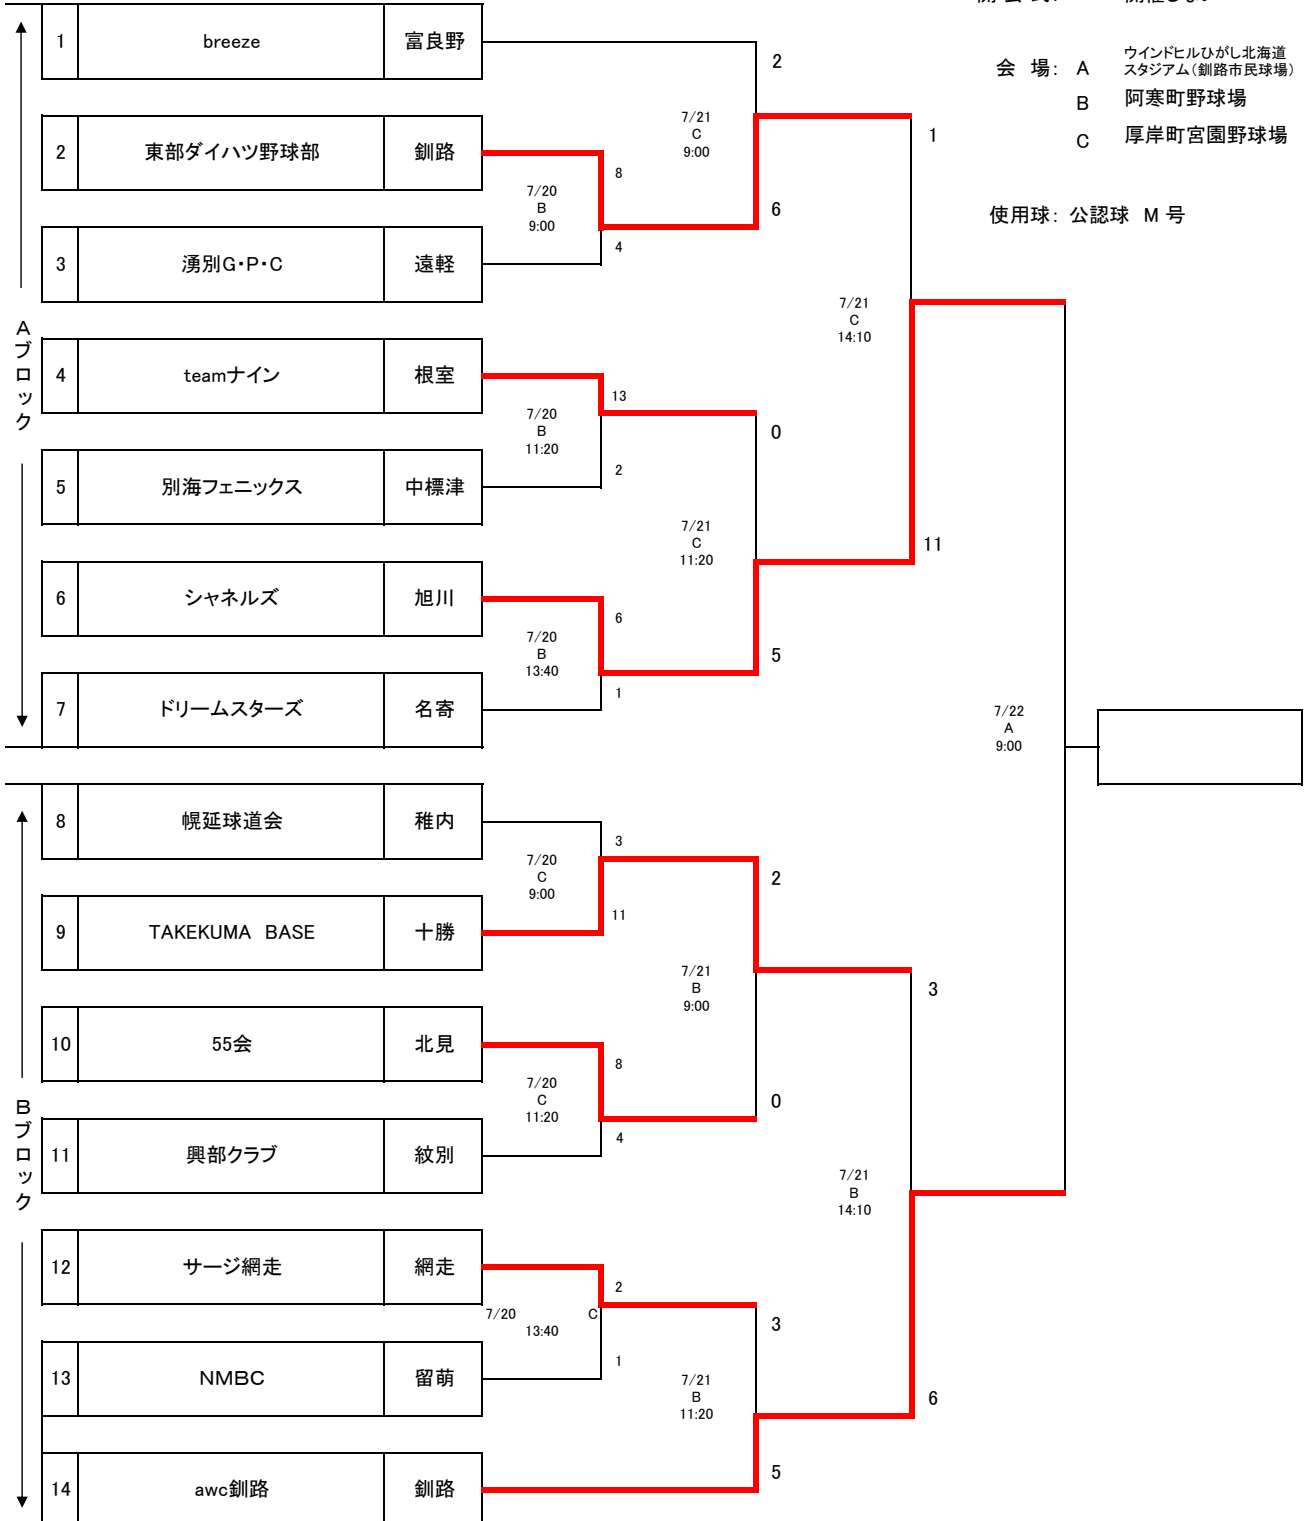 会 場： A ウインドヒルひがし北海道
スタジアム（釧路市民球場）
B 阿寒町野球場
C 厚岸町宮園野球場
使用球： 公認球 M 号
Aブロック
1 breeze 富良野
2 東部ダイハツ野球部 釧路
3 湧別G・P・C 遠軽
4 teamナイン 根室
5 別海フェニックス 中標津
6 シャネルズ 旭川
7 ドリームスターズ 名寄
Bブロック
8 幌延球道会 稚内
9 TAKEKUMA BASE 十勝
10 55会 北見
11 興部クラブ 紋別
12 サージ網走 網走
13 NMBC 留萌
14 awc釧路 釧路
7/20
B
9:00
8
4
7/20
B
11:20
13
2
7/20
B
13:40
6
1
7/20
C
9:00
3
11
7/20
C
11:20
8
4
7/20 C
13:40
2
1
7/21
C
9:00
2
6
7/21
C
11:20
0
5
7/21
B
9:00
2
0
7/21
B
11:20
3
5
7/21
C
14:10
1
11
7/21
B
14:10
3
6
7/22
A
9:00